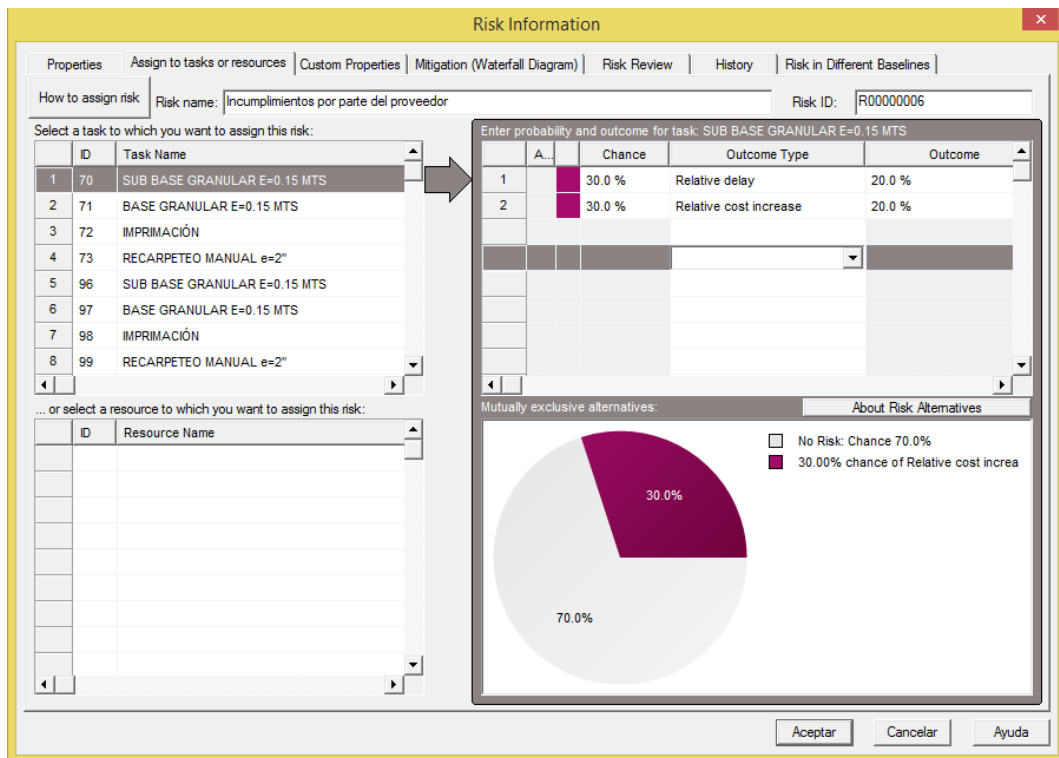 Risk Information
Properties Assign to tasks or resources Custom Properties Mitigation (Waterfall Diagram) Risk Review History Risk in Different Baselines
How to assign risk Risk name: Incumplimientos por parte del proveedor Risk ID: R00000006
Select a task to which you want to assign this risk:
ID Task Name
1 70 SUB BASE GRANULAR E=0.15 MTS
2 71 BASE GRANULAR E=0.15 MTS
3 72 IMPRIMACIÓN
4 73 RECARPETEO MANUAL e=2"
5 96 SUB BASE GRANULAR E=0.15 MTS
6 97 BASE GRANULAR E=0.15 MTS
7 98 IMPRIMACIÓN
8 99 RECARPETEO MANUAL e=2"
... or select a resource to which you want to assign this risk:
ID Resource Name
Enter probability and outcome for task: SUB BASE GRANULAR E=0.15 MTS
A... Chance Outcome Type Outcome
1 30.0 % Relative delay 20.0 %
2 30.0 % Relative cost increase 20.0 %
Mutually exclusive alternatives: About Risk Alternatives
No Risk: Chance 70.0%
30.00% chance of Relative cost increa
30.0%
70.0%
Aceptar Cancelar Ayuda